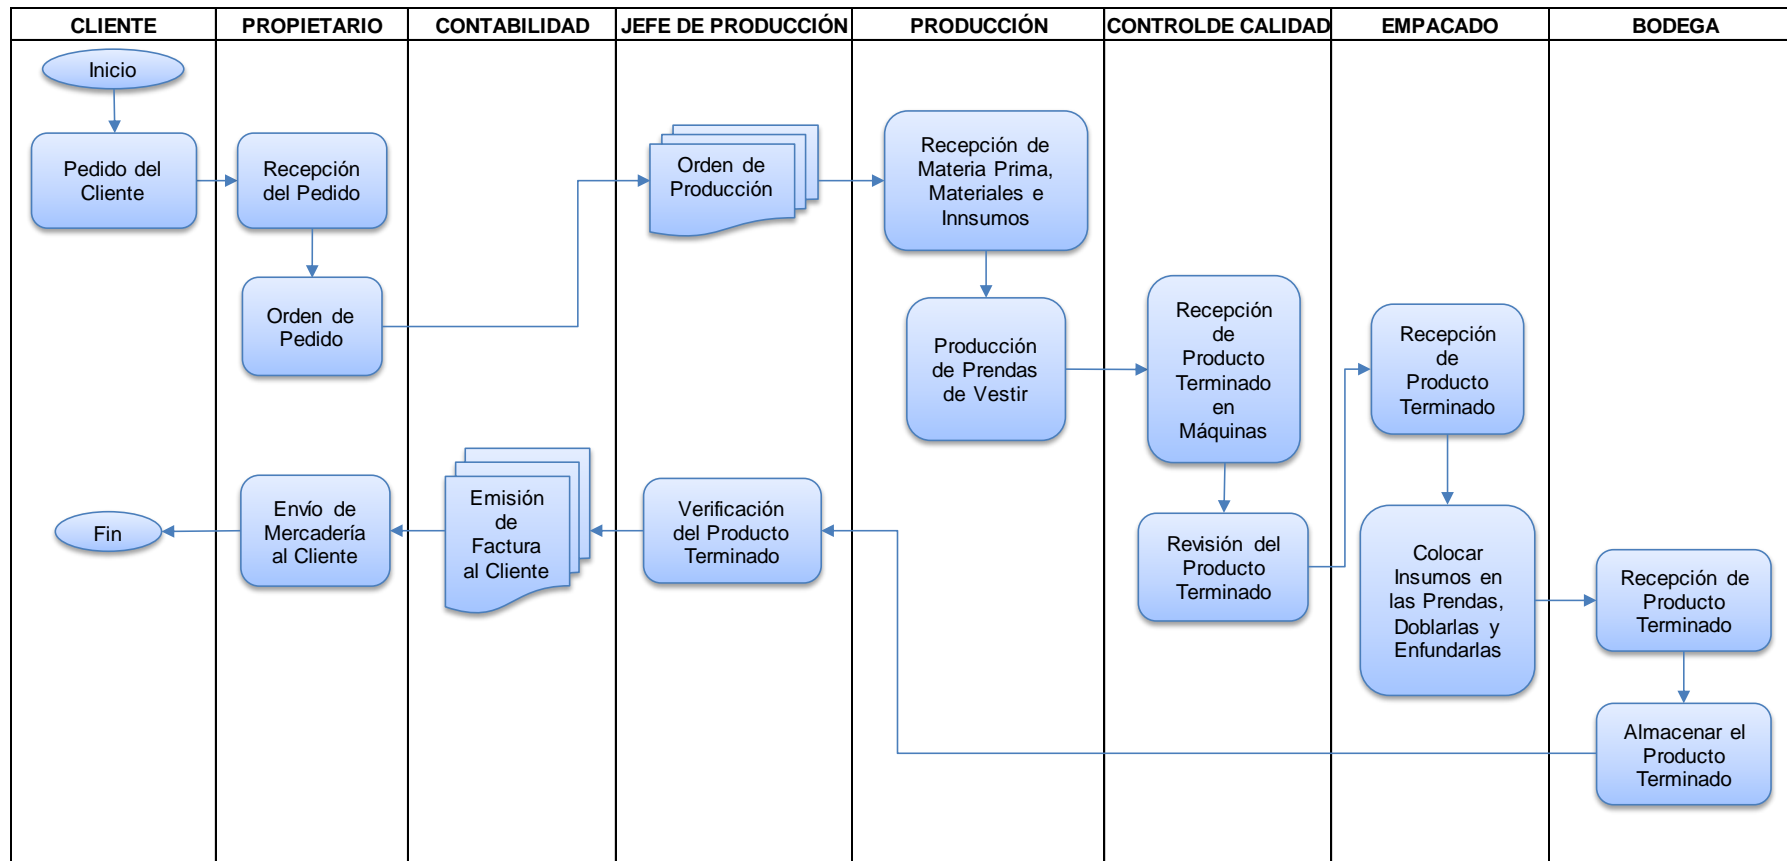 CLIENTE
PROPIETARIO
CONTABILIDAD
JEFE DE PRODUCCIÓN
PRODUCCIÓN
CONTROLDE CALIDAD
EMPACADO
BODEGA
Inicio
Pedido del
Cliente
Recepción
del Pedido
Orden de
Pedido
Orden de
Producción
Recepción de
Materia Prima,
Materiales e
Innsumos
Producción
de Prendas
de Vestir
Recepción
de
Producto
Terminado
en
Máquinas
Revisión del
Producto
Terminado
Recepción
de
Producto
Terminado
Colocar
Insumos en
las Prendas,
Doblarlas y
Enfundarlas
Recepción de
Producto
Terminado
Almacenar el
Producto
Terminado
Verificación
del Producto
Terminado
Emisión
de
Factura
al Cliente
Envío de
Mercadería
al Cliente
Fin